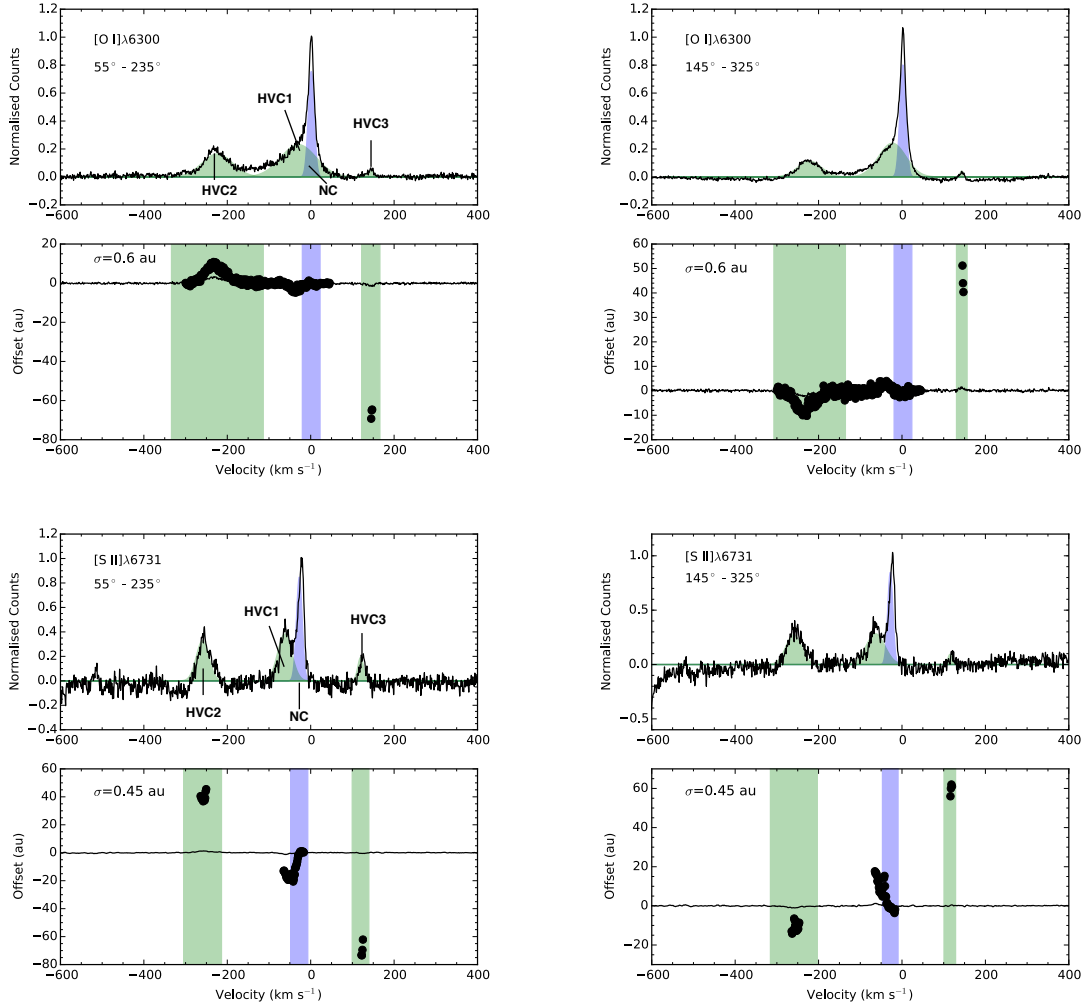 [O I]λ6300
55° - 235°
HVC1
HVC3
HVC2
NC
Normalised Counts
1.2
1.0
0.8
0.6
0.4
0.2
0.0
−0.2
−600 −400 −200 0 200 400
σ=0.6 au
Offset (au)
20
0
−20
−40
−60
−80
−600 −400 −200 0 200 400
Velocity (km s⁻¹)
[O I]λ6300
145° - 325°
Normalised Counts
1.2
1.0
0.8
0.6
0.4
0.2
0.0
−0.2
−600 −400 −200 0 200 400
σ=0.6 au
Offset (au)
60
50
40
30
20
10
0
−10
−20
−600 −400 −200 0 200 400
Velocity (km s⁻¹)
[S II]λ6731
55° - 235°
HVC1
HVC3
HVC2
NC
Normalised Counts
1.2
1.0
0.8
0.6
0.4
0.2
0.0
−0.2
−0.4
−600 −400 −200 0 200 400
σ=0.45 au
Offset (au)
60
40
20
0
−20
−40
−60
−80
−600 −400 −200 0 200 400
Velocity (km s⁻¹)
[S II]λ6731
145° - 325°
Normalised Counts
1.0
0.5
0.0
−0.5
−600 −400 −200 0 200 400
σ=0.45 au
Offset (au)
60
40
20
0
−20
−600 −400 −200 0 200 400
Velocity (km s⁻¹)